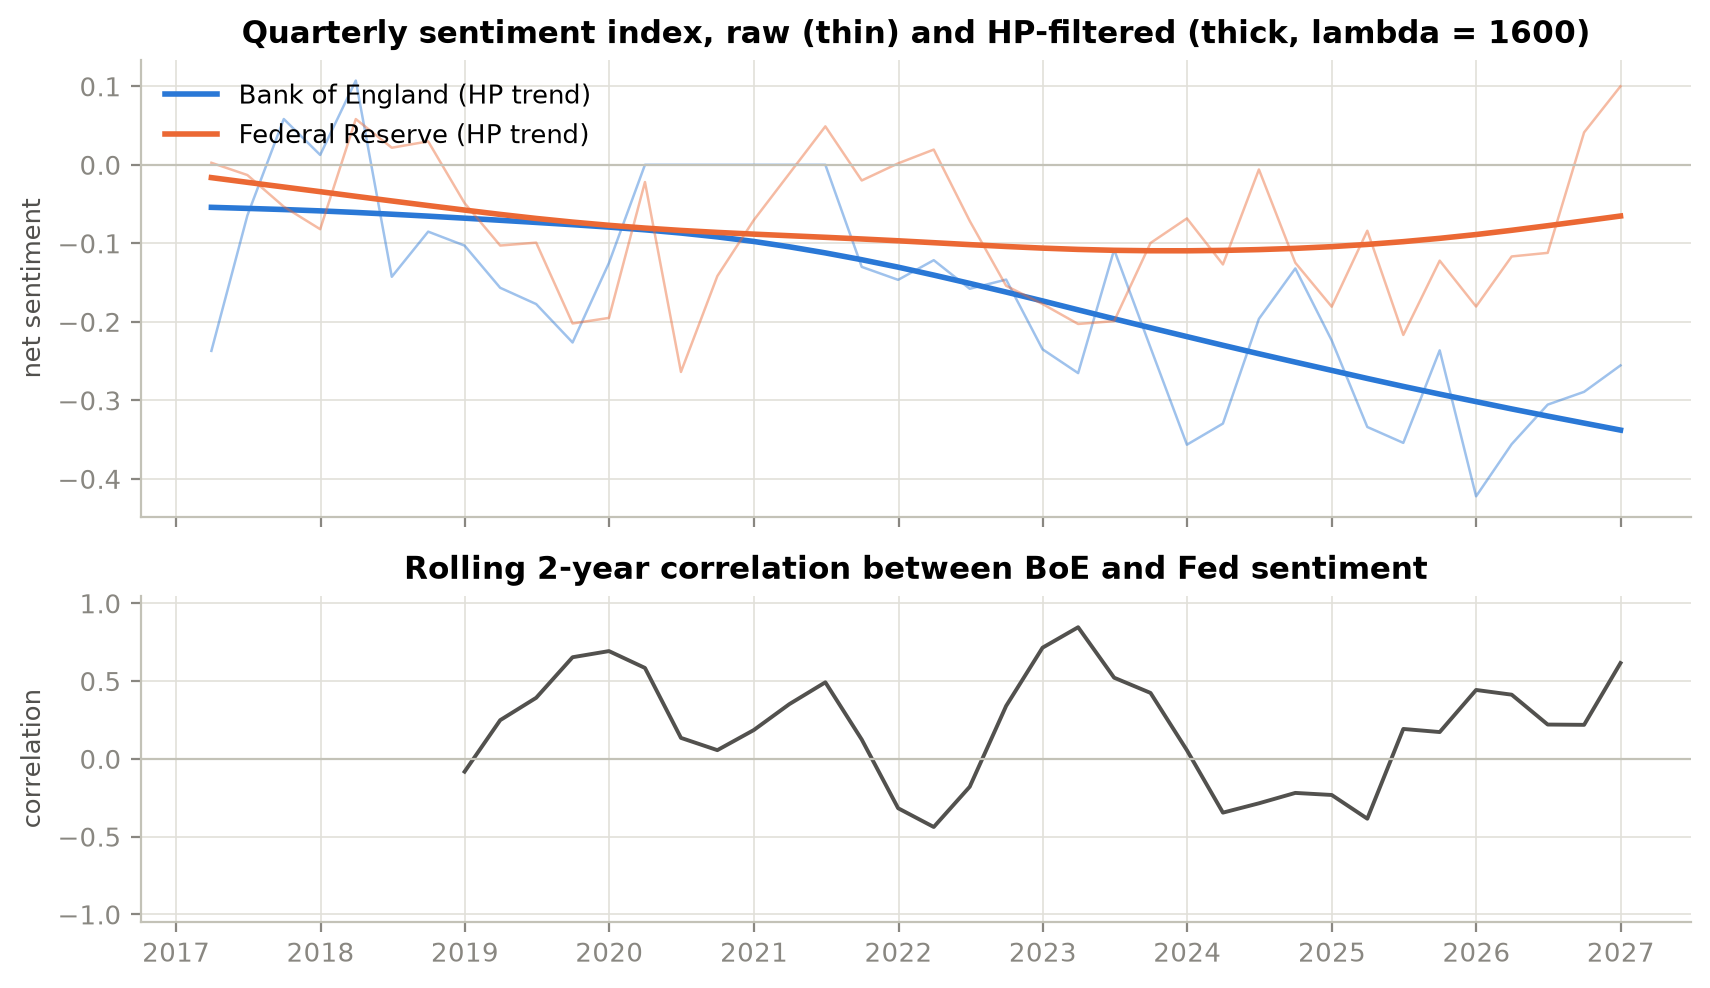 Quarterly sentiment index, raw (thin) and HP-filtered (thick, lambda = 1600)
Bank of England (HP trend)
Federal Reserve (HP trend)
net sentiment
0.1
0.0
−0.1
−0.2
−0.3
−0.4
Rolling 2-year correlation between BoE and Fed sentiment
correlation
1.0
0.5
0.0
−0.5
−1.0
2017 2018 2019 2020 2021 2022 2023 2024 2025 2026 2027